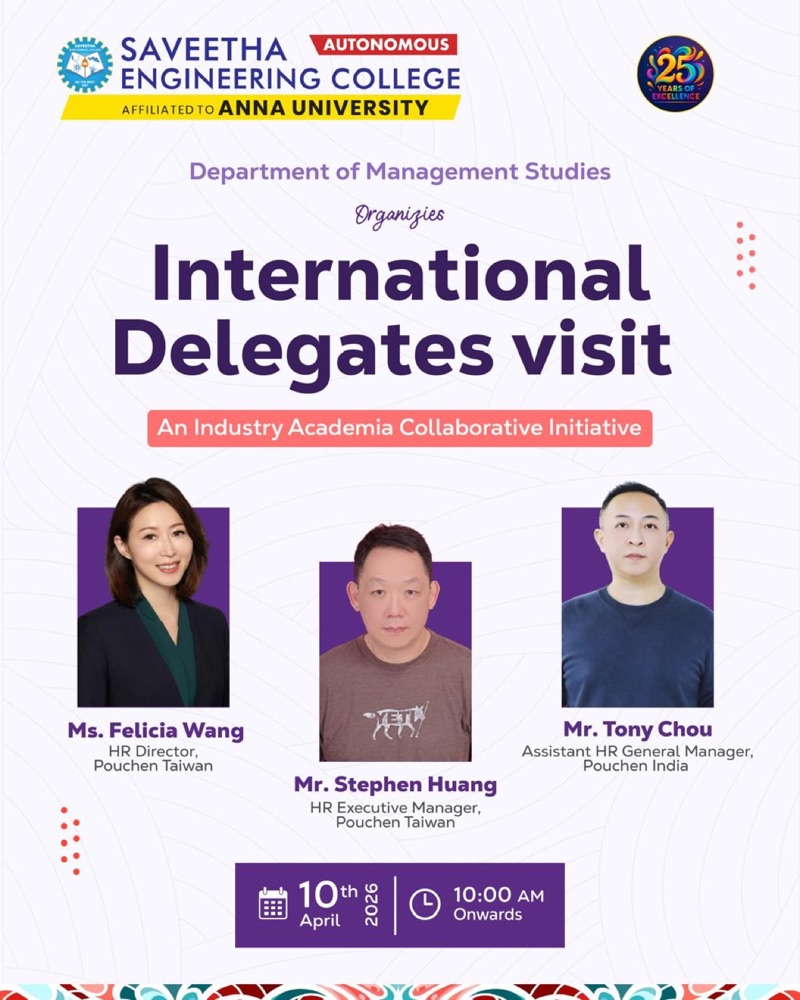 SAVEETHA AUTONOMOUS
ENGINEERING COLLEGE
AFFILIATED TO ANNA UNIVERSITY
SAVEETHA
25
YEARS OF
EXCELLENCE
Department of Management Studies
Organizies
International
Delegates visit
An Industry Academia Collaborative Initiative
Ms. Felicia Wang
HR Director,
Pouchen Taiwan
YETI
Mr. Stephen Huang
HR Executive Manager,
Pouchen Taiwan
Mr. Tony Chou
Assistant HR General Manager,
Pouchen India
10th
April
2026
10:00 AM
Onwards